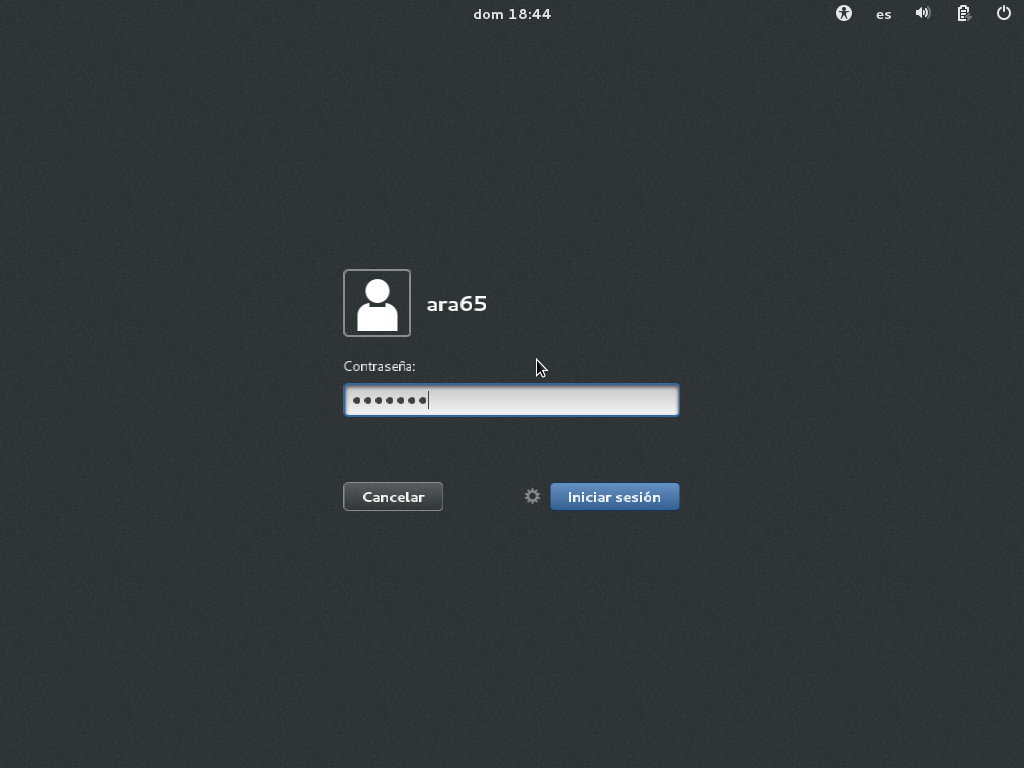 dom 18:44
es
ara65
Contraseña:
Cancelar
Iniciar sesión